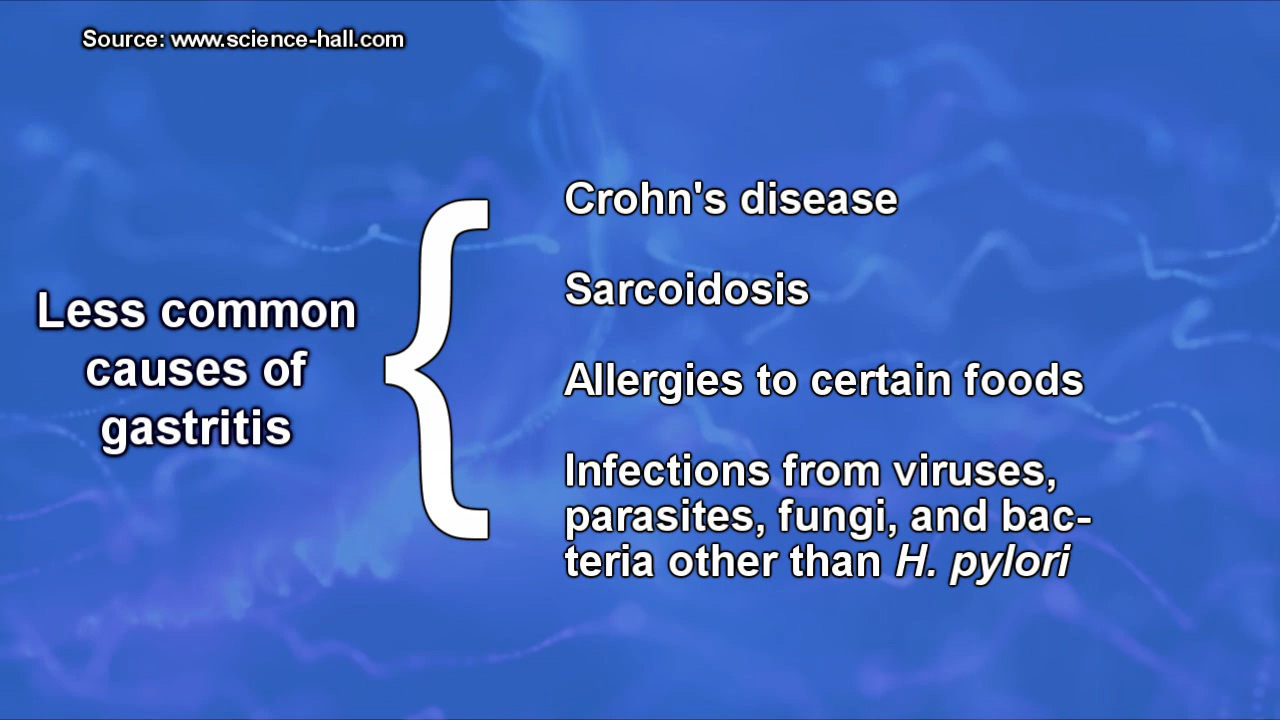 Source: www.science-hall.com
Less common
causes of
gastritis
Crohn's disease
Sarcoidosis
Allergies to certain foods
Infections from viruses,
parasites, fungi, and bac-
teria other than H. pylori